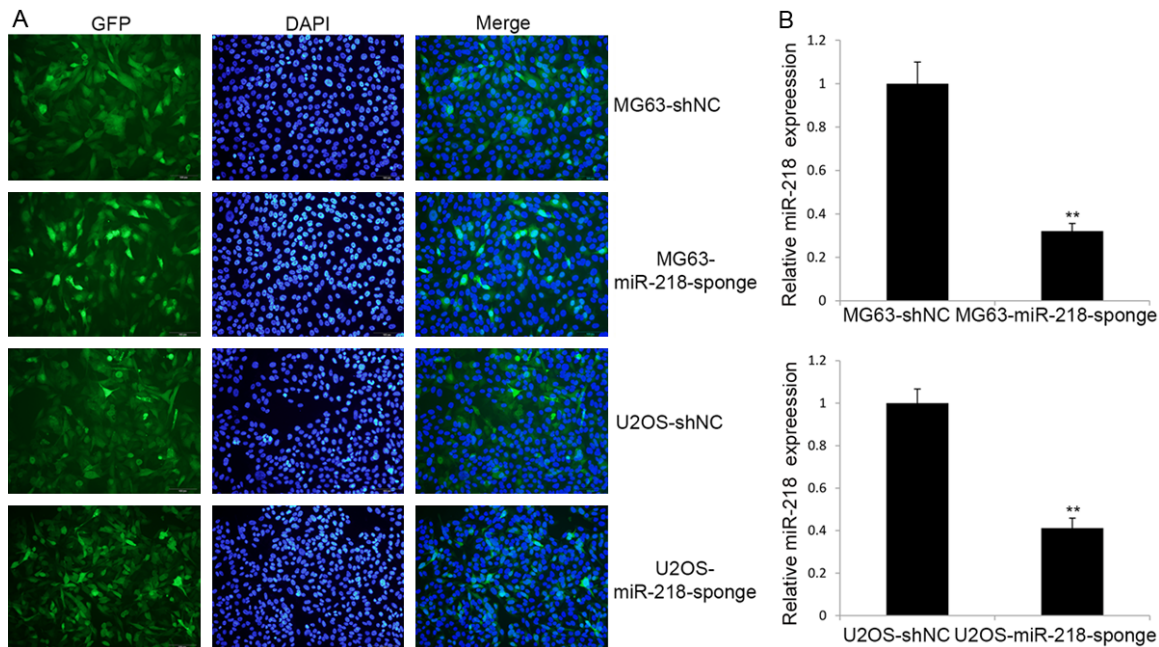 A
GFP
DAPI
Merge
MG63-shNC
MG63-
miR-218-sponge
U2OS-shNC
U2OS-
miR-218-sponge
B
Relative miR-218 expreession
1.2
1
0.8
0.6
0.4
0.2
0
**
MG63-shNC MG63-miR-218-sponge
Relative miR-218 expreession
1.2
1
0.8
0.6
0.4
0.2
0
**
U2OS-shNC U2OS-miR-218-sponge